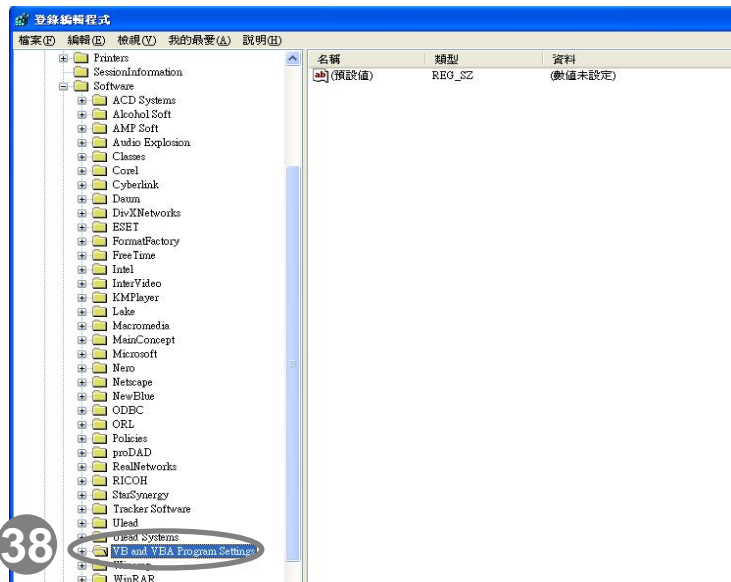 登錄編輯程式
檔案(F) 編輯(E) 檢視(V) 我的最愛(A) 說明(H)
Printers
SessionInformation
Software
ACD Systems
Alcohol Soft
AMP Soft
Audio Explosion
Classes
Corel
Cyberlink
Daum
DivXNetworks
ESET
FormatFactory
FreeTime
Intel
InterVideo
KMPlayer
Lake
Macromedia
MainConcept
Microsoft
Nero
Netscape
NewBlue
ODBC
ORL
Policies
proDAD
RealNetworks
RICOH
StarSynergy
Tracker Software
Ulead
Ulead Systems
VB and VBA Program Settings
WinRAR
38
名稱 類型 資料
ab (預設值) REG_SZ (數值未設定)